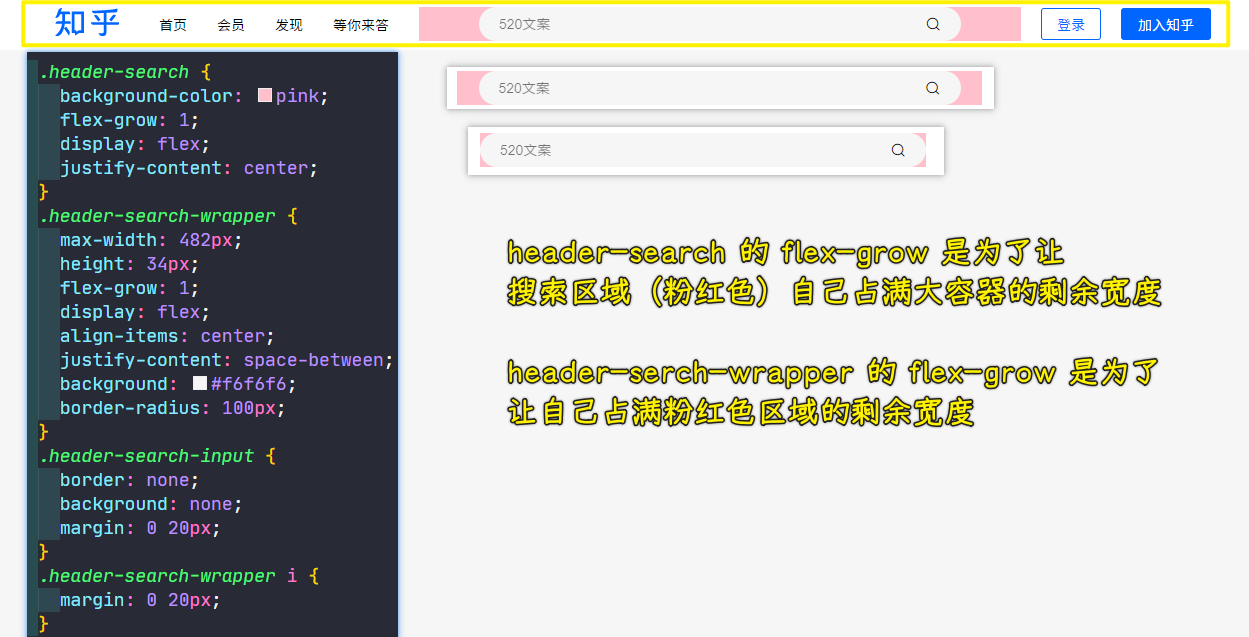 知乎 首页 会员 发现 等你来答 520文案 登录 加入知乎
.header-search {
background-color: pink;
flex-grow: 1;
display: flex;
justify-content: center;
}
.header-search-wrapper {
max-width: 482px;
height: 34px;
flex-grow: 1;
display: flex;
align-items: center;
justify-content: space-between;
background: #f6f6f6;
border-radius: 100px;
}
.header-search-input {
border: none;
background: none;
margin: 0 20px;
}
.header-search-wrapper i {
margin: 0 20px;
}
520文案
520文案
header-search 的 flex-grow 是为了让
搜索区域（粉红色）自己占满大容器的剩余宽度
header-serch-wrapper 的 flex-grow 是为了
让自己占满粉红色区域的剩余宽度